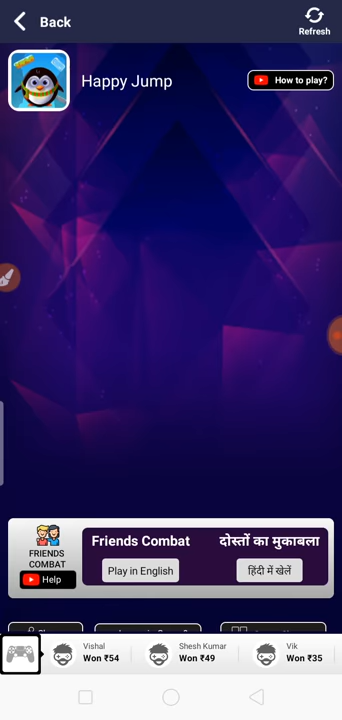 Back
Refresh
Happy Jump
How to play?
Friends Combat
दोस्तों का मुकाबला
FRIENDS
COMBAT
Help
Play in English
हिंदी में खेलें
Vishal
Won ₹54
Shesh Kumar
Won ₹49
Vik
Won ₹35